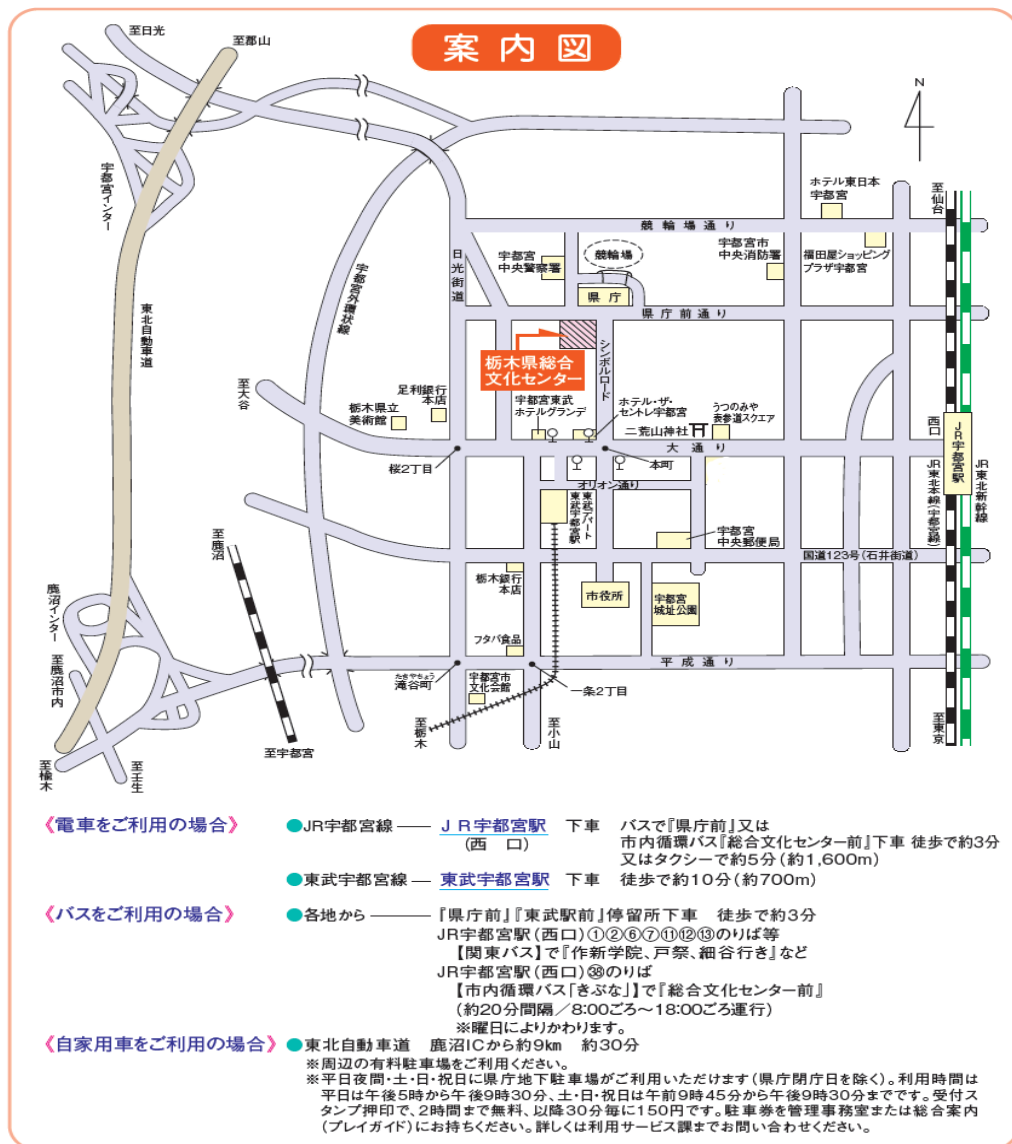 案内図
至日光
至郡山
N
宇都宮インター
東北自動車道
宇都宮外環状線
日光街道
競輪場通り
ホテル東日本
宇都宮
至仙台
宇都宮
中央警察署
競輪場
宇都宮市
中央消防署
福田屋ショッピング
プラザ宇都宮
県庁
県庁前通り
栃木県総合
文化センター
シンボルロード
至大谷
足利銀行
本店
栃木県立
美術館
宇都宮東武
ホテルグランデ
ホテル・ザ・
セントレ宇都宮
二荒山神社
うつのみや
表参道スクエア
西口
JR宇都宮駅
大通り
桜2丁目
本町
オリオン通り
東武デパート
東武宇都宮駅
JR東北本線(宇都宮線)
JR東北新幹線
至鹿沼
宇都宮
中央郵便局
国道123号(石井街道)
栃木銀行
本店
市役所
宇都宮
城址公園
鹿沼インター
至鹿沼市内
フタバ食品
平成通り
たきやちょう
滝谷町
宇都宮市
文化会館
一条2丁目
至宇都宮
至栃木
至小山
至東京
至楡木
至壬生
《電車をご利用の場合》 ●JR宇都宮線 ― JR宇都宮駅 下車 バスで『県庁前』又は
(西 口) 市内循環バス『総合文化センター前』下車 徒歩で約3分
又はタクシーで約5分(約1,600m)
●東武宇都宮線 ― 東武宇都宮駅 下車 徒歩で約10分(約700m)
《バスをご利用の場合》 ●各地から ― 『県庁前』『東武駅前』停留所下車 徒歩で約3分
JR宇都宮駅(西口)①②⑥⑦⑪⑫⑬のりば等
【関東バス】で『作新学院、戸祭、細谷行き』など
JR宇都宮駅(西口)㊳のりば
【市内循環バス「きぶな」】で『総合文化センター前』
(約20分間隔/8:00ごろ～18:00ごろ運行)
※曜日によりかわります。
《自家用車をご利用の場合》 ●東北自動車道 鹿沼ICから約9km 約30分
※周辺の有料駐車場をご利用ください。
※平日夜間・土・日・祝日に県庁地下駐車場がご利用いただけます(県庁閉庁日を除く)。利用時間は
平日は午後5時から午後9時30分、土・日・祝日は午前9時45分から午後9時30分までです。受付ス
タンプ押印で、2時間まで無料、以降30分毎に150円です。駐車券を管理事務室または総合案内
(プレイガイド)にお持ちください。詳しくは利用サービス課までお問い合わせください。